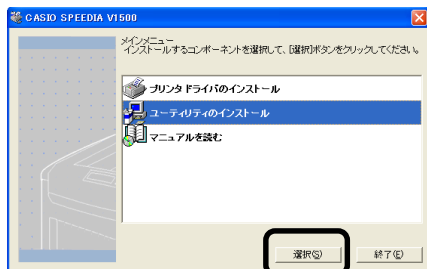 CASIO SPEEDIA V1500
メインメニュー
インストールするコンポーネントを選択して、[選択]ボタンをクリックしてください。
プリンタドライバのインストール
ユーティリティのインストール
マニュアルを読む
選択(S)
終了(E)